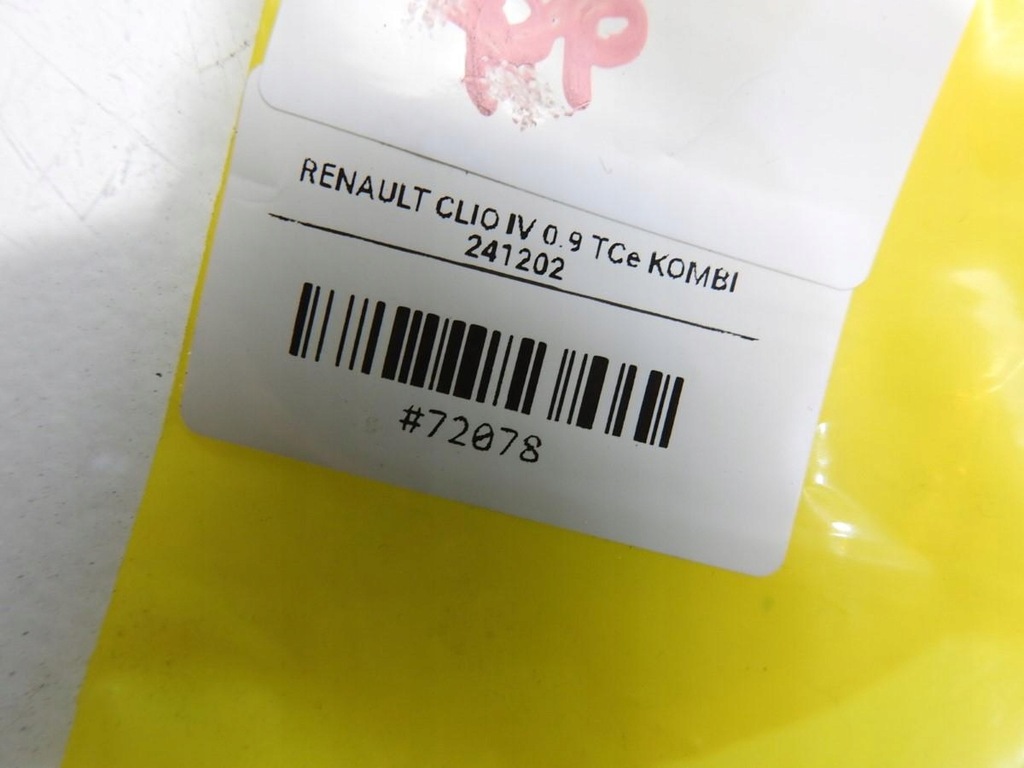 RENAULT CLIO IV 0.9 TCe KOMBI
241202
#72078